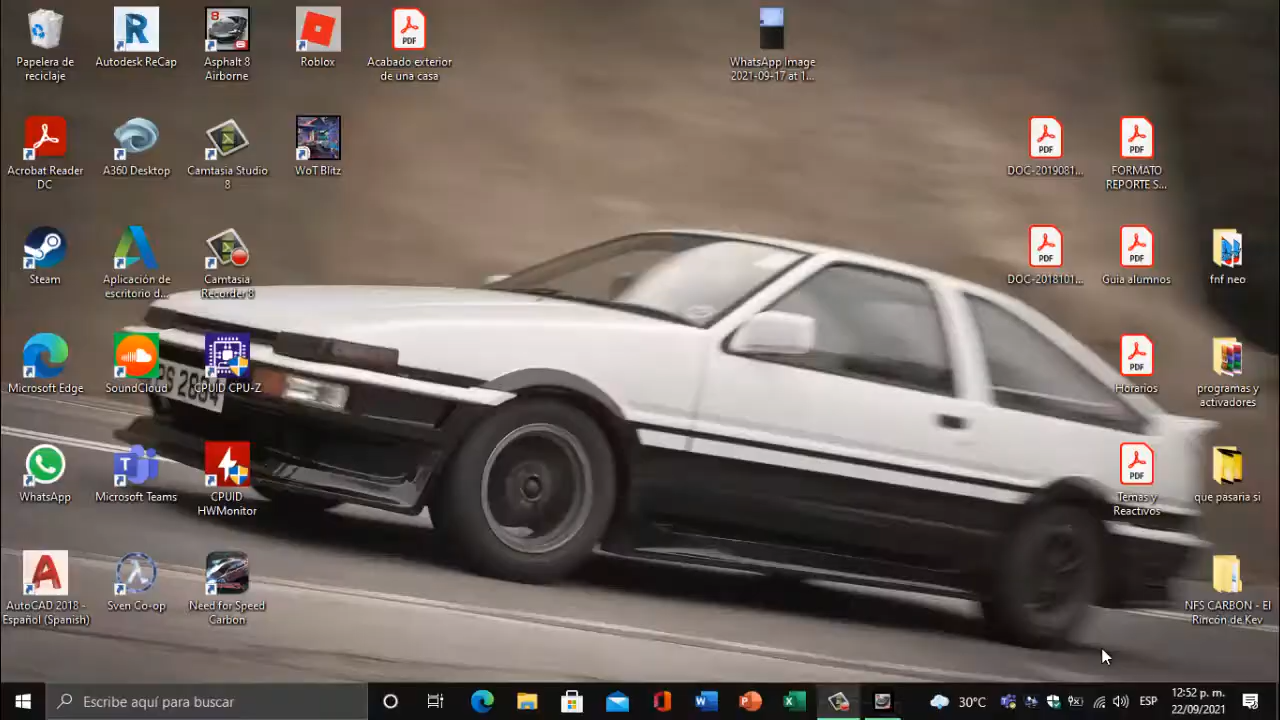 Papelera de
reciclaje
Autodesk ReCap
Asphalt 8
Airborne
Roblox
Acabado exterior
de una casa
WhatsApp Image
2021-09-17 at 1...
Acrobat Reader
DC
A360 Desktop
Camtasia Studio
8
WoT Blitz
DOC-2019081...
FORMATO
REPORTE S...
Steam
Aplicación de
escritorio d...
Camtasia
Recorder 8
DOC-2018101...
Guia alumnos
fnf neo
Microsoft Edge
SoundCloud
CPUID CPU-Z
Horarios
programas y
activadores
WhatsApp
Microsoft Teams
CPUID
HWMonitor
Temas y
Reactivos
que pasaria si
AutoCAD 2018 -
Español (Spanish)
Sven Co-op
Need for Speed
Carbon
NFS CARBON - El
Rincón de Kev
Escribe aquí para buscar
30°C
ESP
12:52 p. m.
22/09/2021